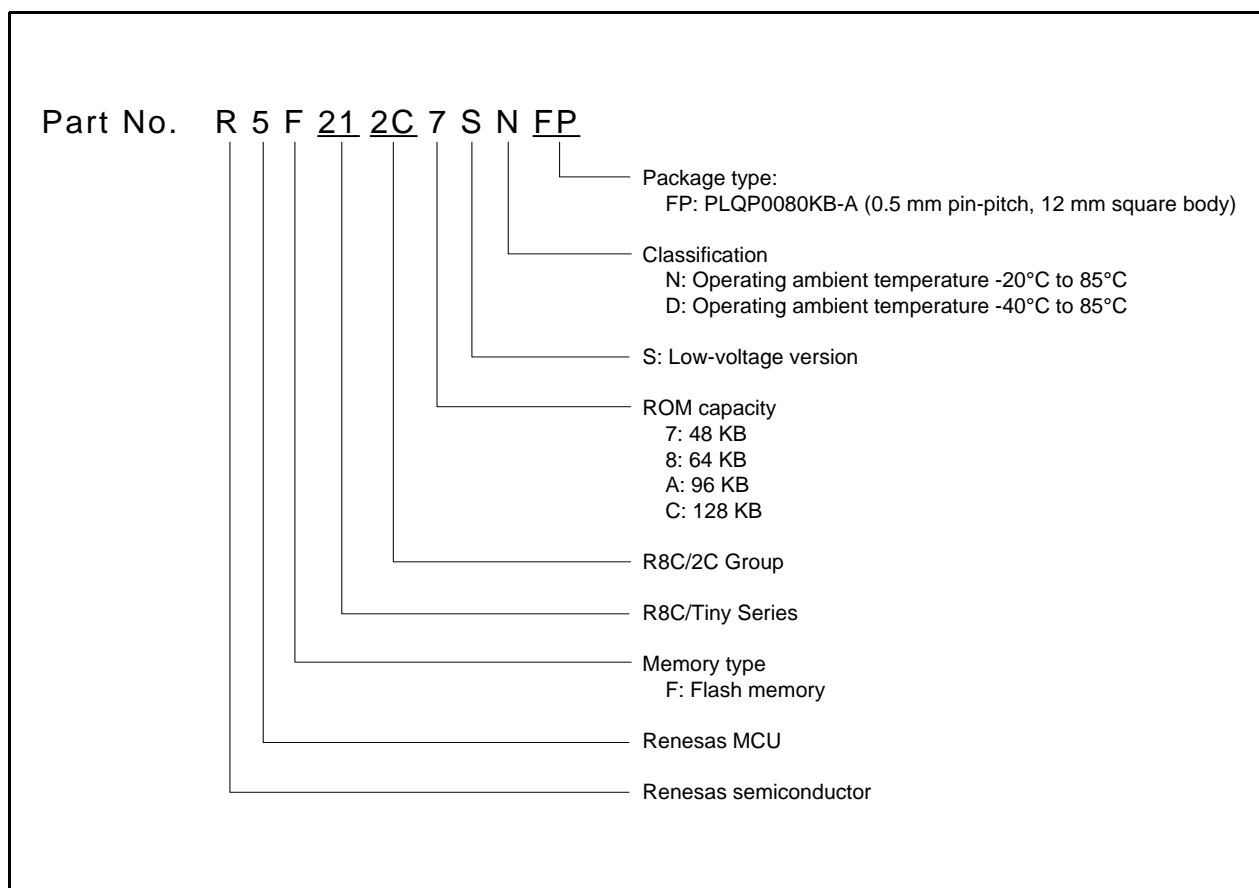 Part No. R 5 F 21 2C 7 S N FP
Package type:
FP: PLQP0080KB-A (0.5 mm pin-pitch, 12 mm square body)
Classification
N: Operating ambient temperature -20°C to 85°C
D: Operating ambient temperature -40°C to 85°C
S: Low-voltage version
ROM capacity
7: 48 KB
8: 64 KB
A: 96 KB
C: 128 KB
R8C/2C Group
R8C/Tiny Series
Memory type
F: Flash memory
Renesas MCU
Renesas semiconductor